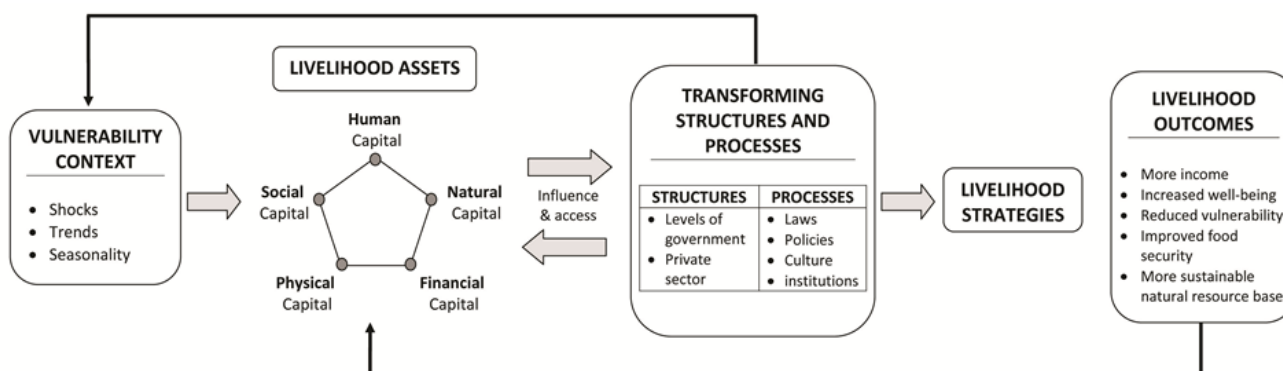 VULNERABILITY
CONTEXT
• Shocks
• Trends
• Seasonality
LIVELIHOOD ASSETS
Human
Capital
Social
Capital
Natural
Capital
Physical
Capital
Financial
Capital
Influence
& access
TRANSFORMING
STRUCTURES AND
PROCESSES
STRUCTURES
• Levels of
government
• Private
sector
PROCESSES
• Laws
• Policies
• Culture
• institutions
LIVELIHOOD
STRATEGIES
LIVELIHOOD
OUTCOMES
• More income
• Increased well-being
• Reduced vulnerability
• Improved food
security
• More sustainable
natural resource base